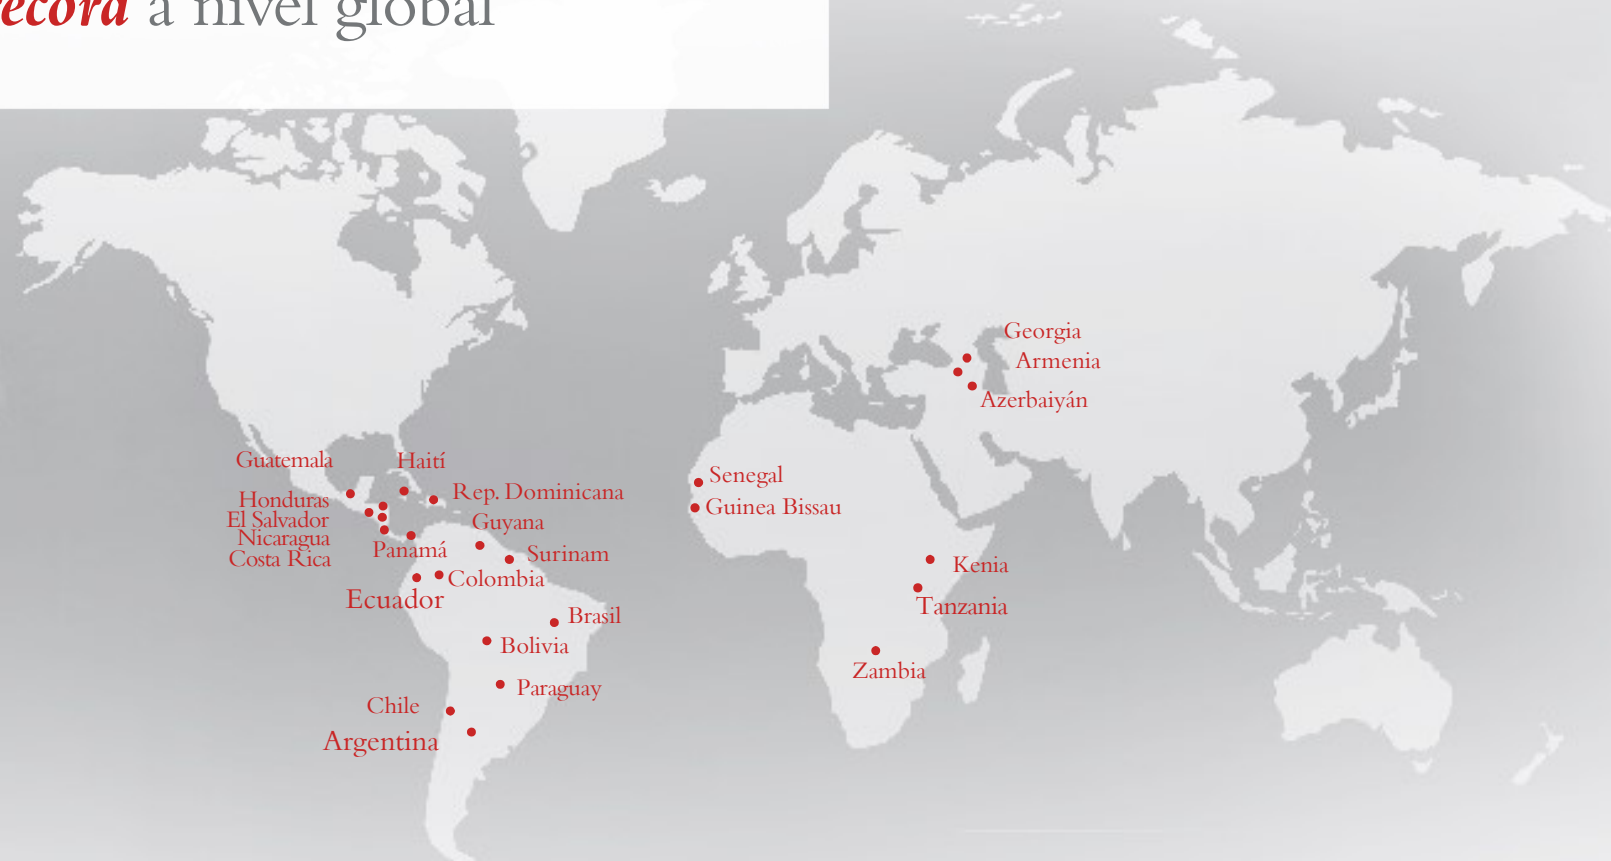 récord a nivel global
Georgia
Armenia
Azerbaiyán
Guatemala
Haití
Senegal
Rep. Dominicana
Honduras
Guinea Bissau
El Salvador
Guyana
Nicaragua
Panamá
Surinam
Costa Rica
Kenia
Colombia
Ecuador
Tanzania
Brasil
Bolivia
Zambia
Paraguay
Chile
Argentina